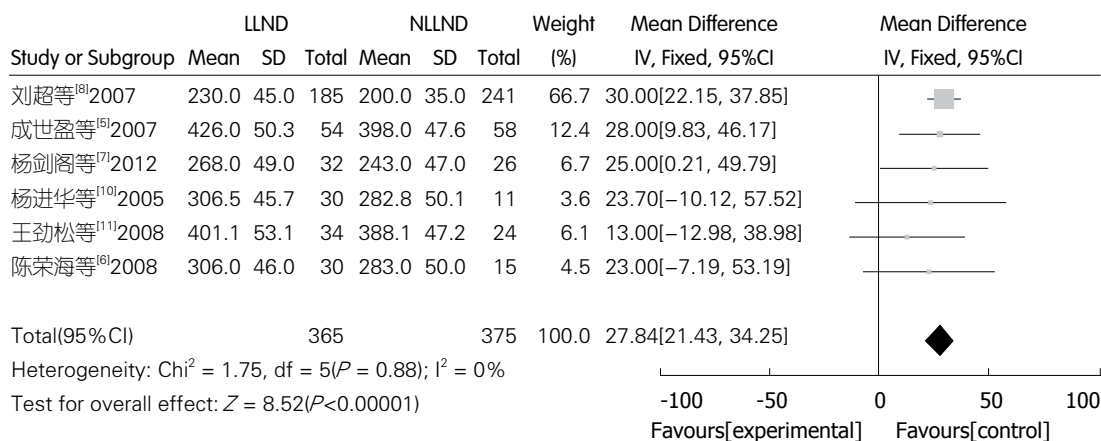 LLND NLLND Weight Mean Difference Mean Difference
Study or Subgroup Mean SD Total Mean SD Total (%) IV, Fixed, 95%CI IV, Fixed, 95%CI
刘超等[8]2007 230.0 45.0 185 200.0 35.0 241 66.7 30.00[22.15, 37.85]
成世盈等[5]2007 426.0 50.3 54 398.0 47.6 58 12.4 28.00[9.83, 46.17]
杨剑阁等[7]2012 268.0 49.0 32 243.0 47.0 26 6.7 25.00[0.21, 49.79]
杨进华等[10]2005 306.5 45.7 30 282.8 50.1 11 3.6 23.70[−10.12, 57.52]
王劲松等[11]2008 401.1 53.1 34 388.1 47.2 24 6.1 13.00[−12.98, 38.98]
陈荣海等[6]2008 306.0 46.0 30 283.0 50.0 15 4.5 23.00[−7.19, 53.19]
Total(95%CI) 365 375 100.0 27.84[21.43, 34.25]
Heterogeneity: Chi² = 1.75, df = 5(P = 0.88); I² = 0%
Test for overall effect: Z = 8.52(P<0.00001)
-100 -50 0 50 100
Favours[experimental] Favours[control]